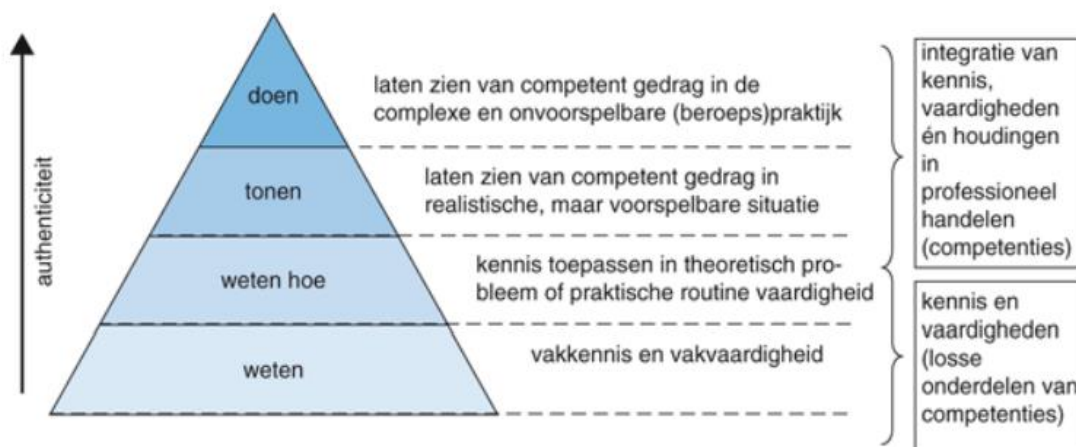 authenticiteit
doen
laten zien van competent gedrag in de
complexe en onvoorspelbare (beroeps)praktijk
tonen
laten zien van competent gedrag in
realistische, maar voorspelbare situatie
weten hoe
kennis toepassen in theoretisch pro-
bleem of praktische routine vaardigheid
weten
vakkennis en vakvaardigheid
integratie van
kennis,
vaardigheden
én houdingen
in
professioneel
handelen
(competenties)
kennis en
vaardigheden
(losse
onderdelen van
competenties)